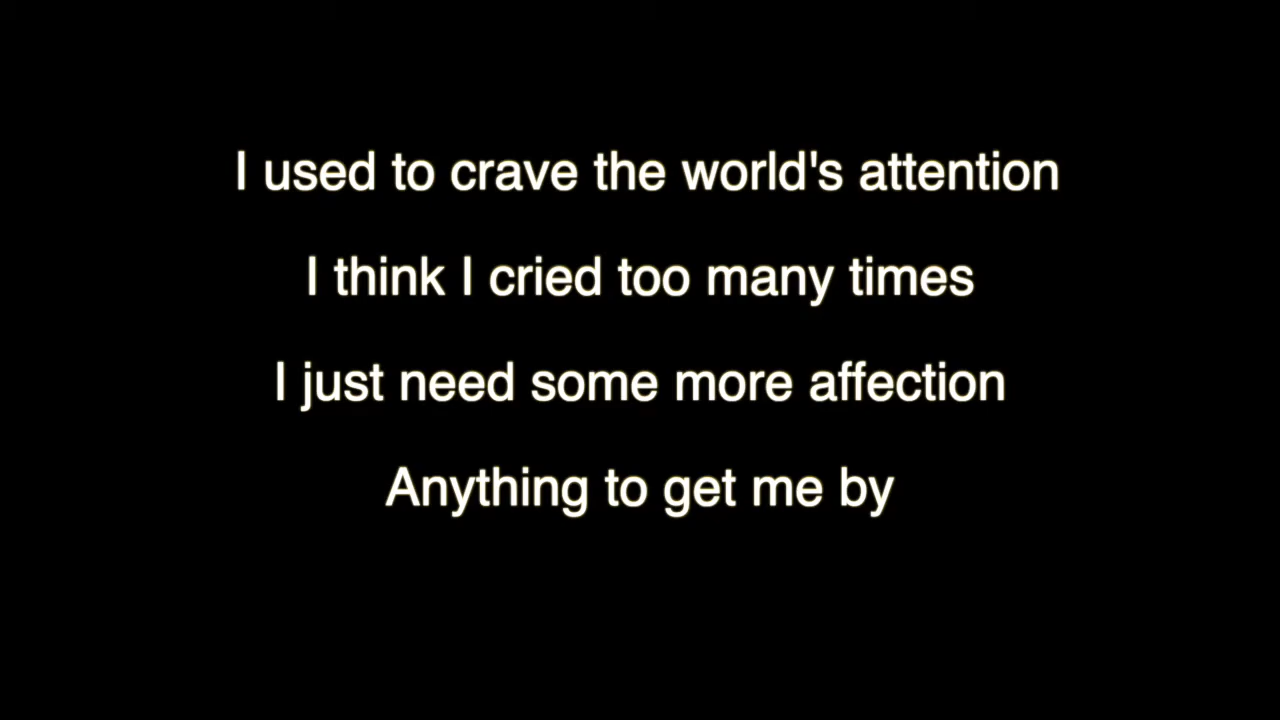 I used to crave the world's attention
I think I cried too many times
I just need some more affection
Anything to get me by